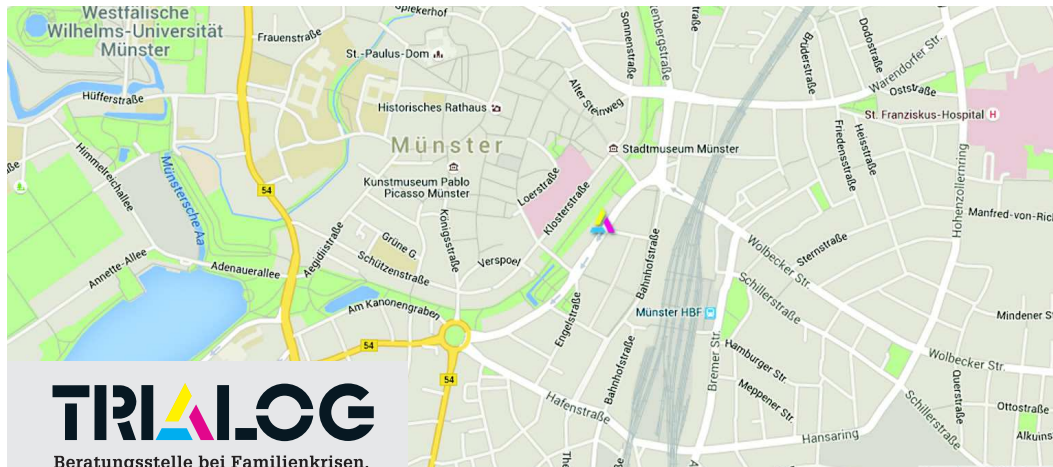 Spiekerhof
Westfälische
Wilhelms-Universität
Münster
Frauenstraße
St.-Paulus-Dom
Sonnenstraße
Brüderstraße
Dodostraße
Warendorfer Str.
Oststraße
Hüfferstraße
Historisches Rathaus
Alter Steinweg
St. Franziskus-Hospital
H
Münster
Stadtmuseum Münster
Friedensstraße
Heisstraße
Hohenzollernring
Himmelreichallee
Münstersche Aa
54
Kunstmuseum Pablo
Picasso Münster
Loerstraße
Klosterstraße
Manfred-von-Ric
Königsstraße
Aegidiistraße
Grüne G.
Schützenstraße
Verspoel
Bahnhofstraße
Wolbecker Str.
Sternstraße
Annette-Allee
Adenauerallee
Schillerstraße
Am Kanonengraben
Engelstraße
Münster HBF
Mindener S
54
Bahnhofstraße
Bremer Str.
Hamburger Str.
Wolbecker Str.
54
Meppener Str.
Querstraße
Hafenstraße
Schillerstraße
Ottostraße
Hansaring
Alkuins
TRIALOG
Beratungsstelle bei Familienkrisen,